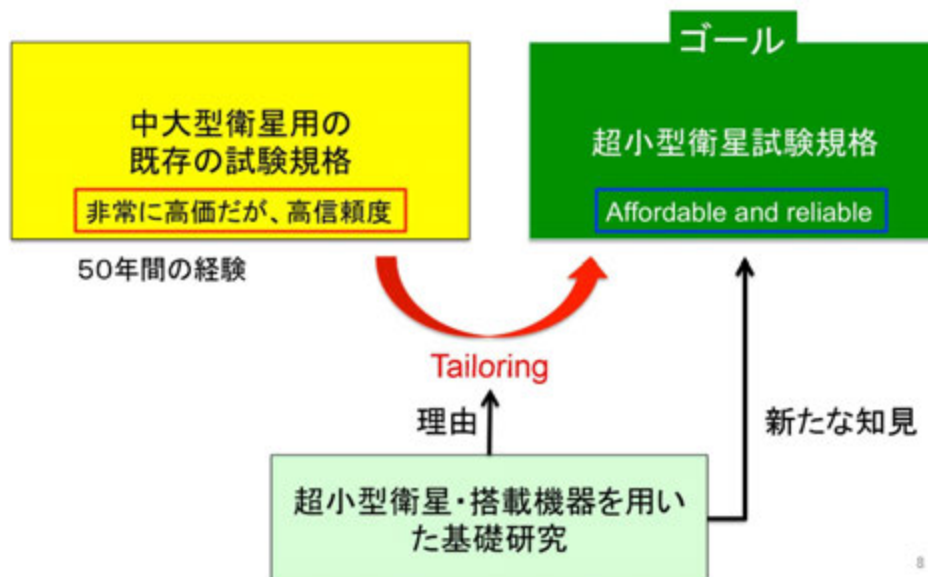 ゴール
中大型衛星用の
既存の試験規格
非常に高価だが、高信頼度
超小型衛星試験規格
Affordable and reliable
50年間の経験
Tailoring
理由
新たな知見
超小型衛星・搭載機器を用い
た基礎研究
8